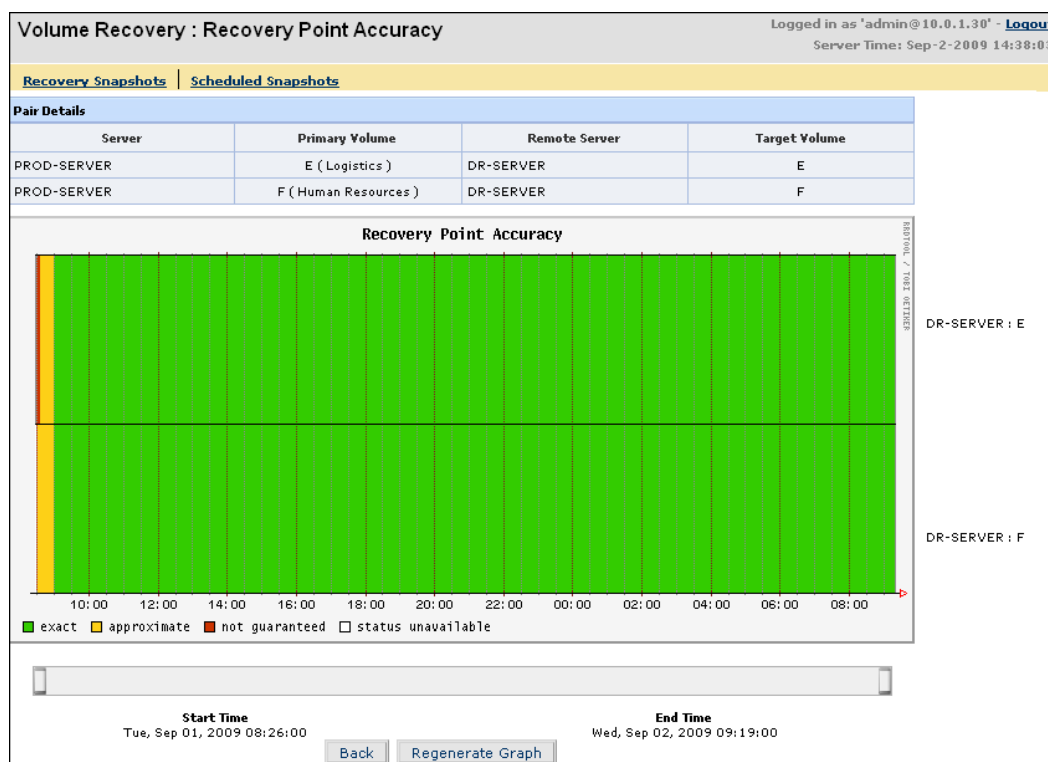 Volume Recovery : Recovery Point Accuracy
Logged in as 'admin@10.0.1.30' - Logout
Server Time: Sep-2-2009 14:38:03
Recovery Snapshots | Scheduled Snapshots
Pair Details
Server Primary Volume Remote Server Target Volume
PROD-SERVER E ( Logistics ) DR-SERVER E
PROD-SERVER F ( Human Resources ) DR-SERVER F
Recovery Point Accuracy
RRDTOOL / TOBI OETIKER
DR-SERVER : E
DR-SERVER : F
10:00 12:00 14:00 16:00 18:00 20:00 22:00 00:00 02:00 04:00 06:00 08:00
exact approximate not guaranteed status unavailable
Start Time End Time
Tue, Sep 01, 2009 08:26:00 Wed, Sep 02, 2009 09:19:00
Back Regenerate Graph